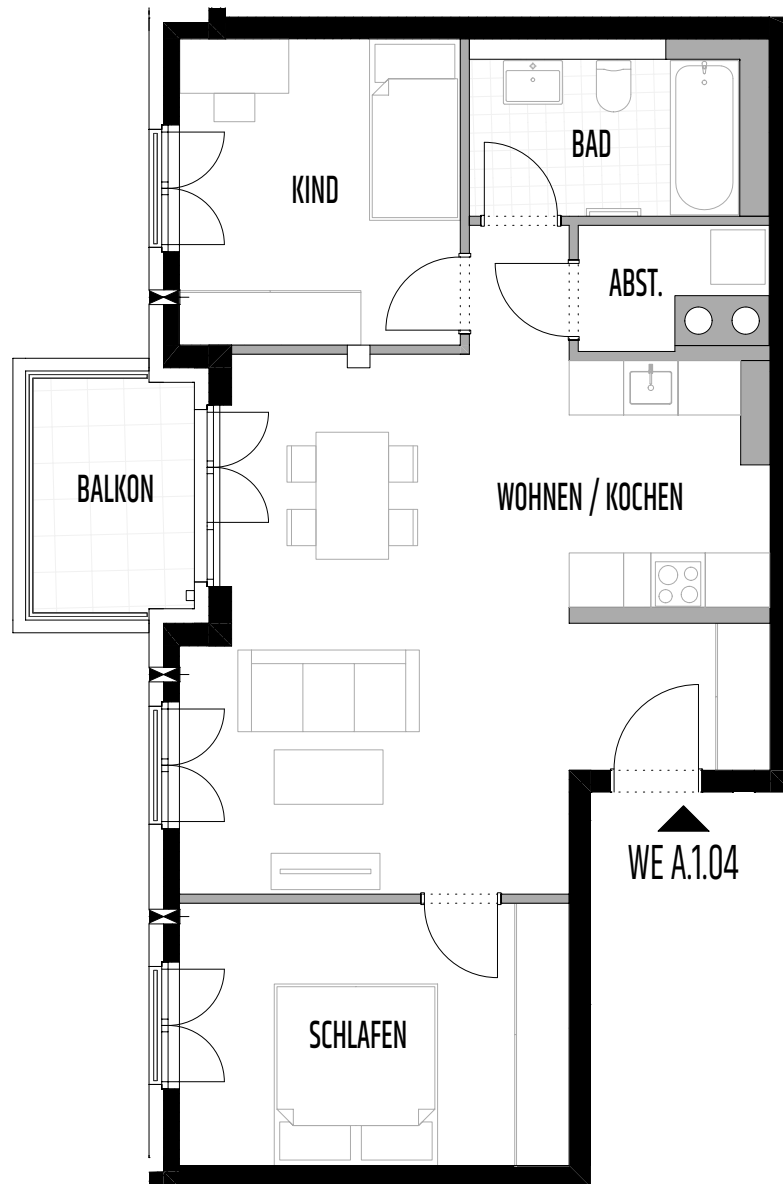 BAD
KIND
ABST.
BALKON
WOHNEN / KOCHEN
WE A.1.04
SCHLAFEN